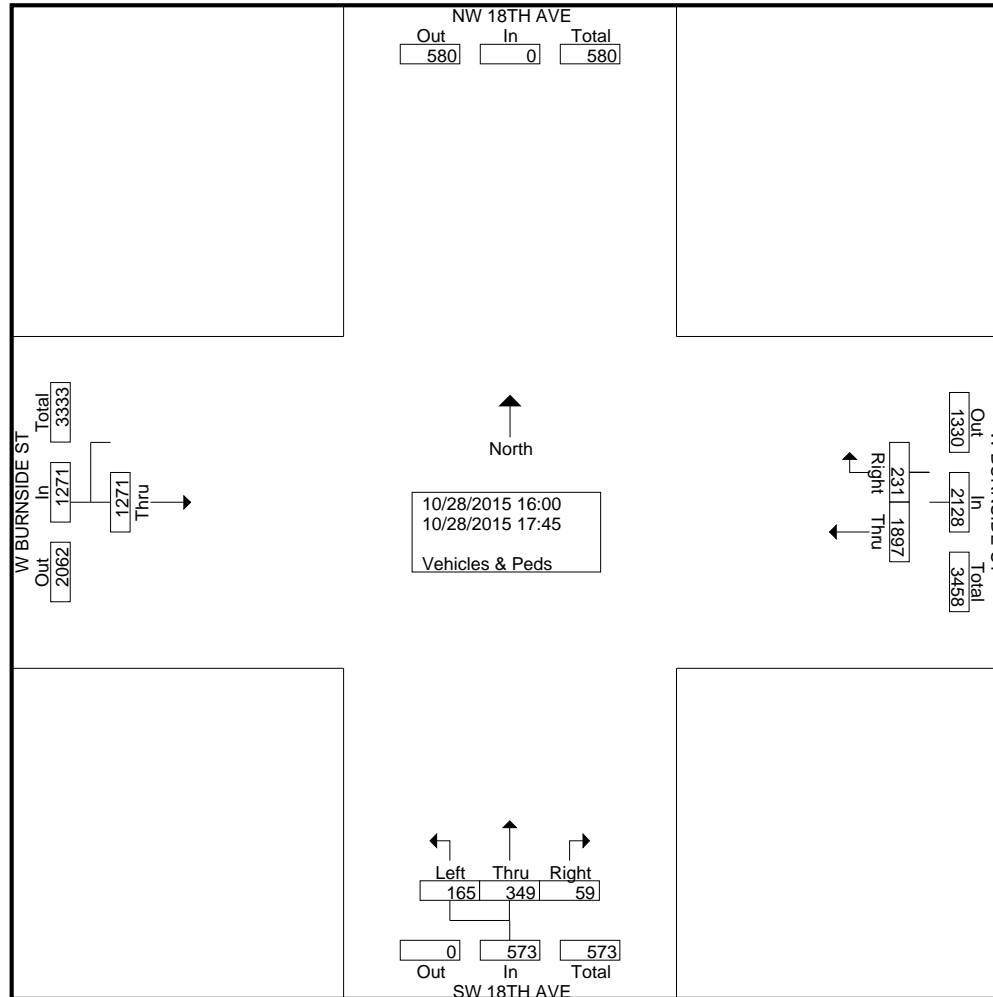 NW 18TH AVE
Out In Total
580 0 580
W BURNSIDE ST
Total In Out
3333 1271 2062
1271
Thru
North
10/28/2015 16:00
10/28/2015 17:45
Vehicles & Peds
Right Thru
231 1897
Out In Total
1330 2128 3458
Left Thru Right
165 349 59
0 573 573
Out In Total
SW 18TH AVE